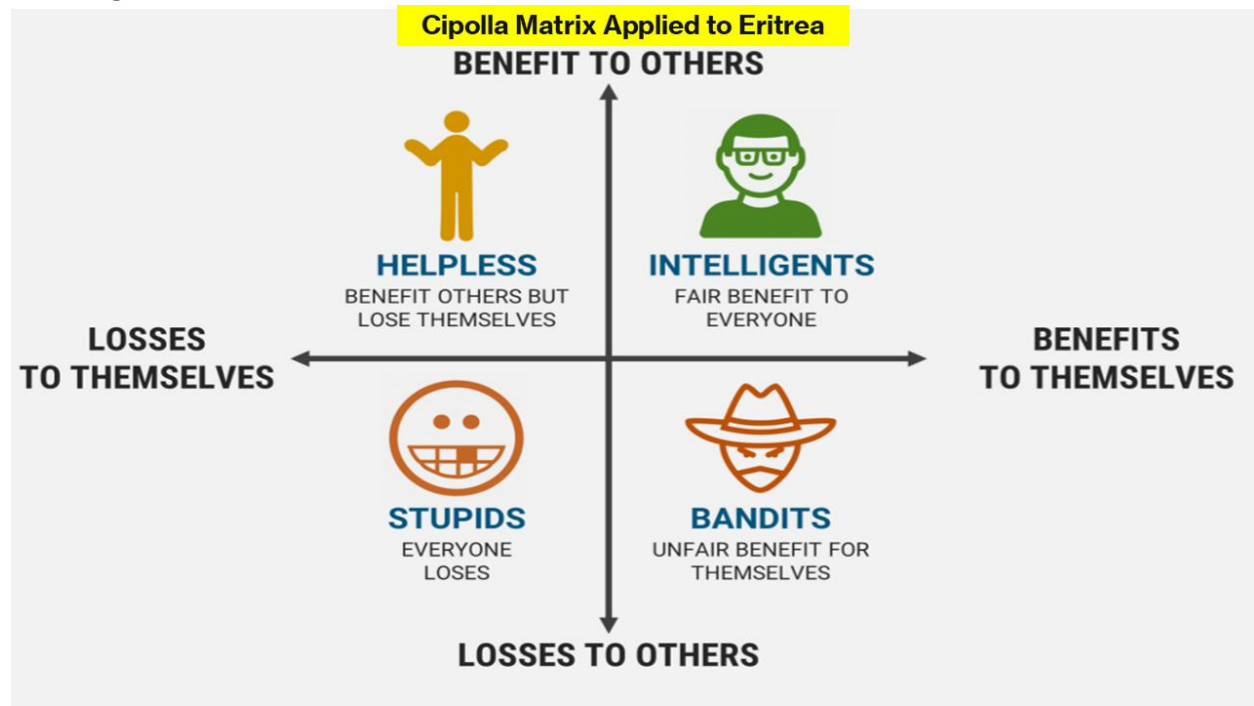 Cipolla Matrix Applied to Eritrea
BENEFIT TO OTHERS
HELPLESS
BENEFIT OTHERS BUT
LOSE THEMSELVES
INTELLIGENTS
FAIR BENEFIT TO
EVERYONE
LOSSES
TO THEMSELVES
BENEFITS
TO THEMSELVES
STUPIDS
EVERYONE
LOSES
BANDITS
UNFAIR BENEFIT FOR
THEMSELVES
LOSSES TO OTHERS